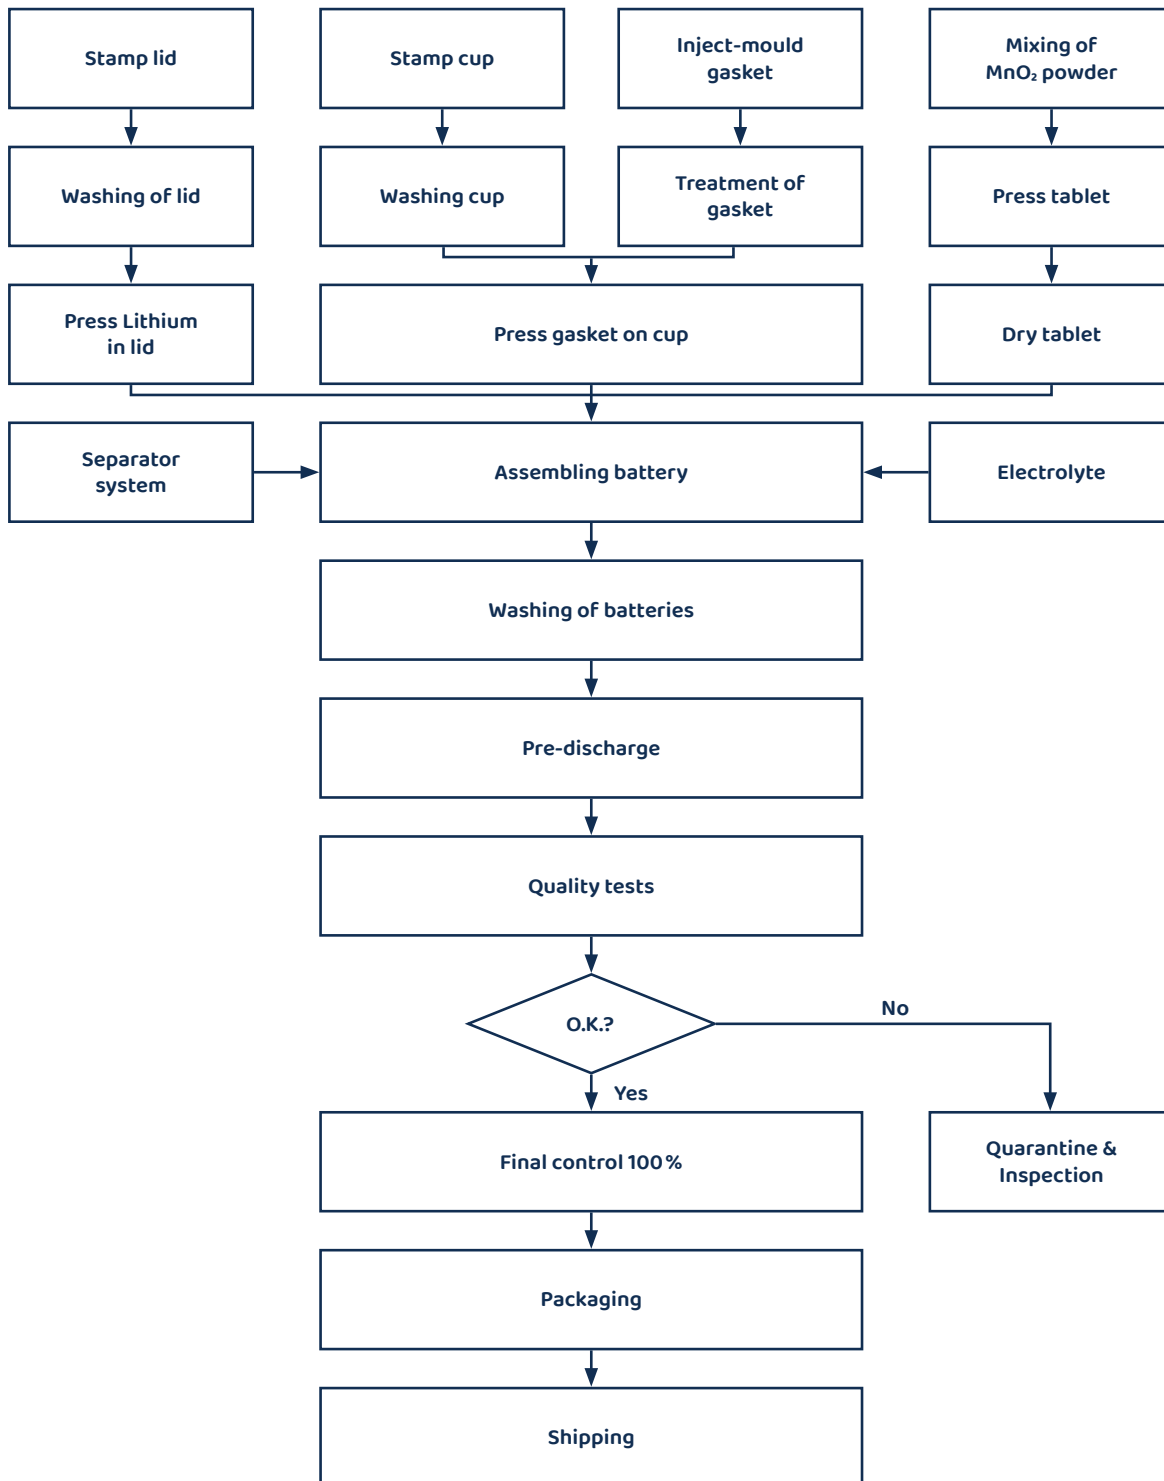 Stamp lid
Stamp cup
Inject-mould
gasket
Mixing of
MnO₂ powder
Washing of lid
Washing cup
Treatment of
gasket
Press tablet
Press Lithium
in lid
Press gasket on cup
Dry tablet
Separator
system
Assembling battery
Electrolyte
Washing of batteries
Pre-discharge
Quality tests
O.K.?
No
Yes
Final control 100%
Quarantine &
Inspection
Packaging
Shipping